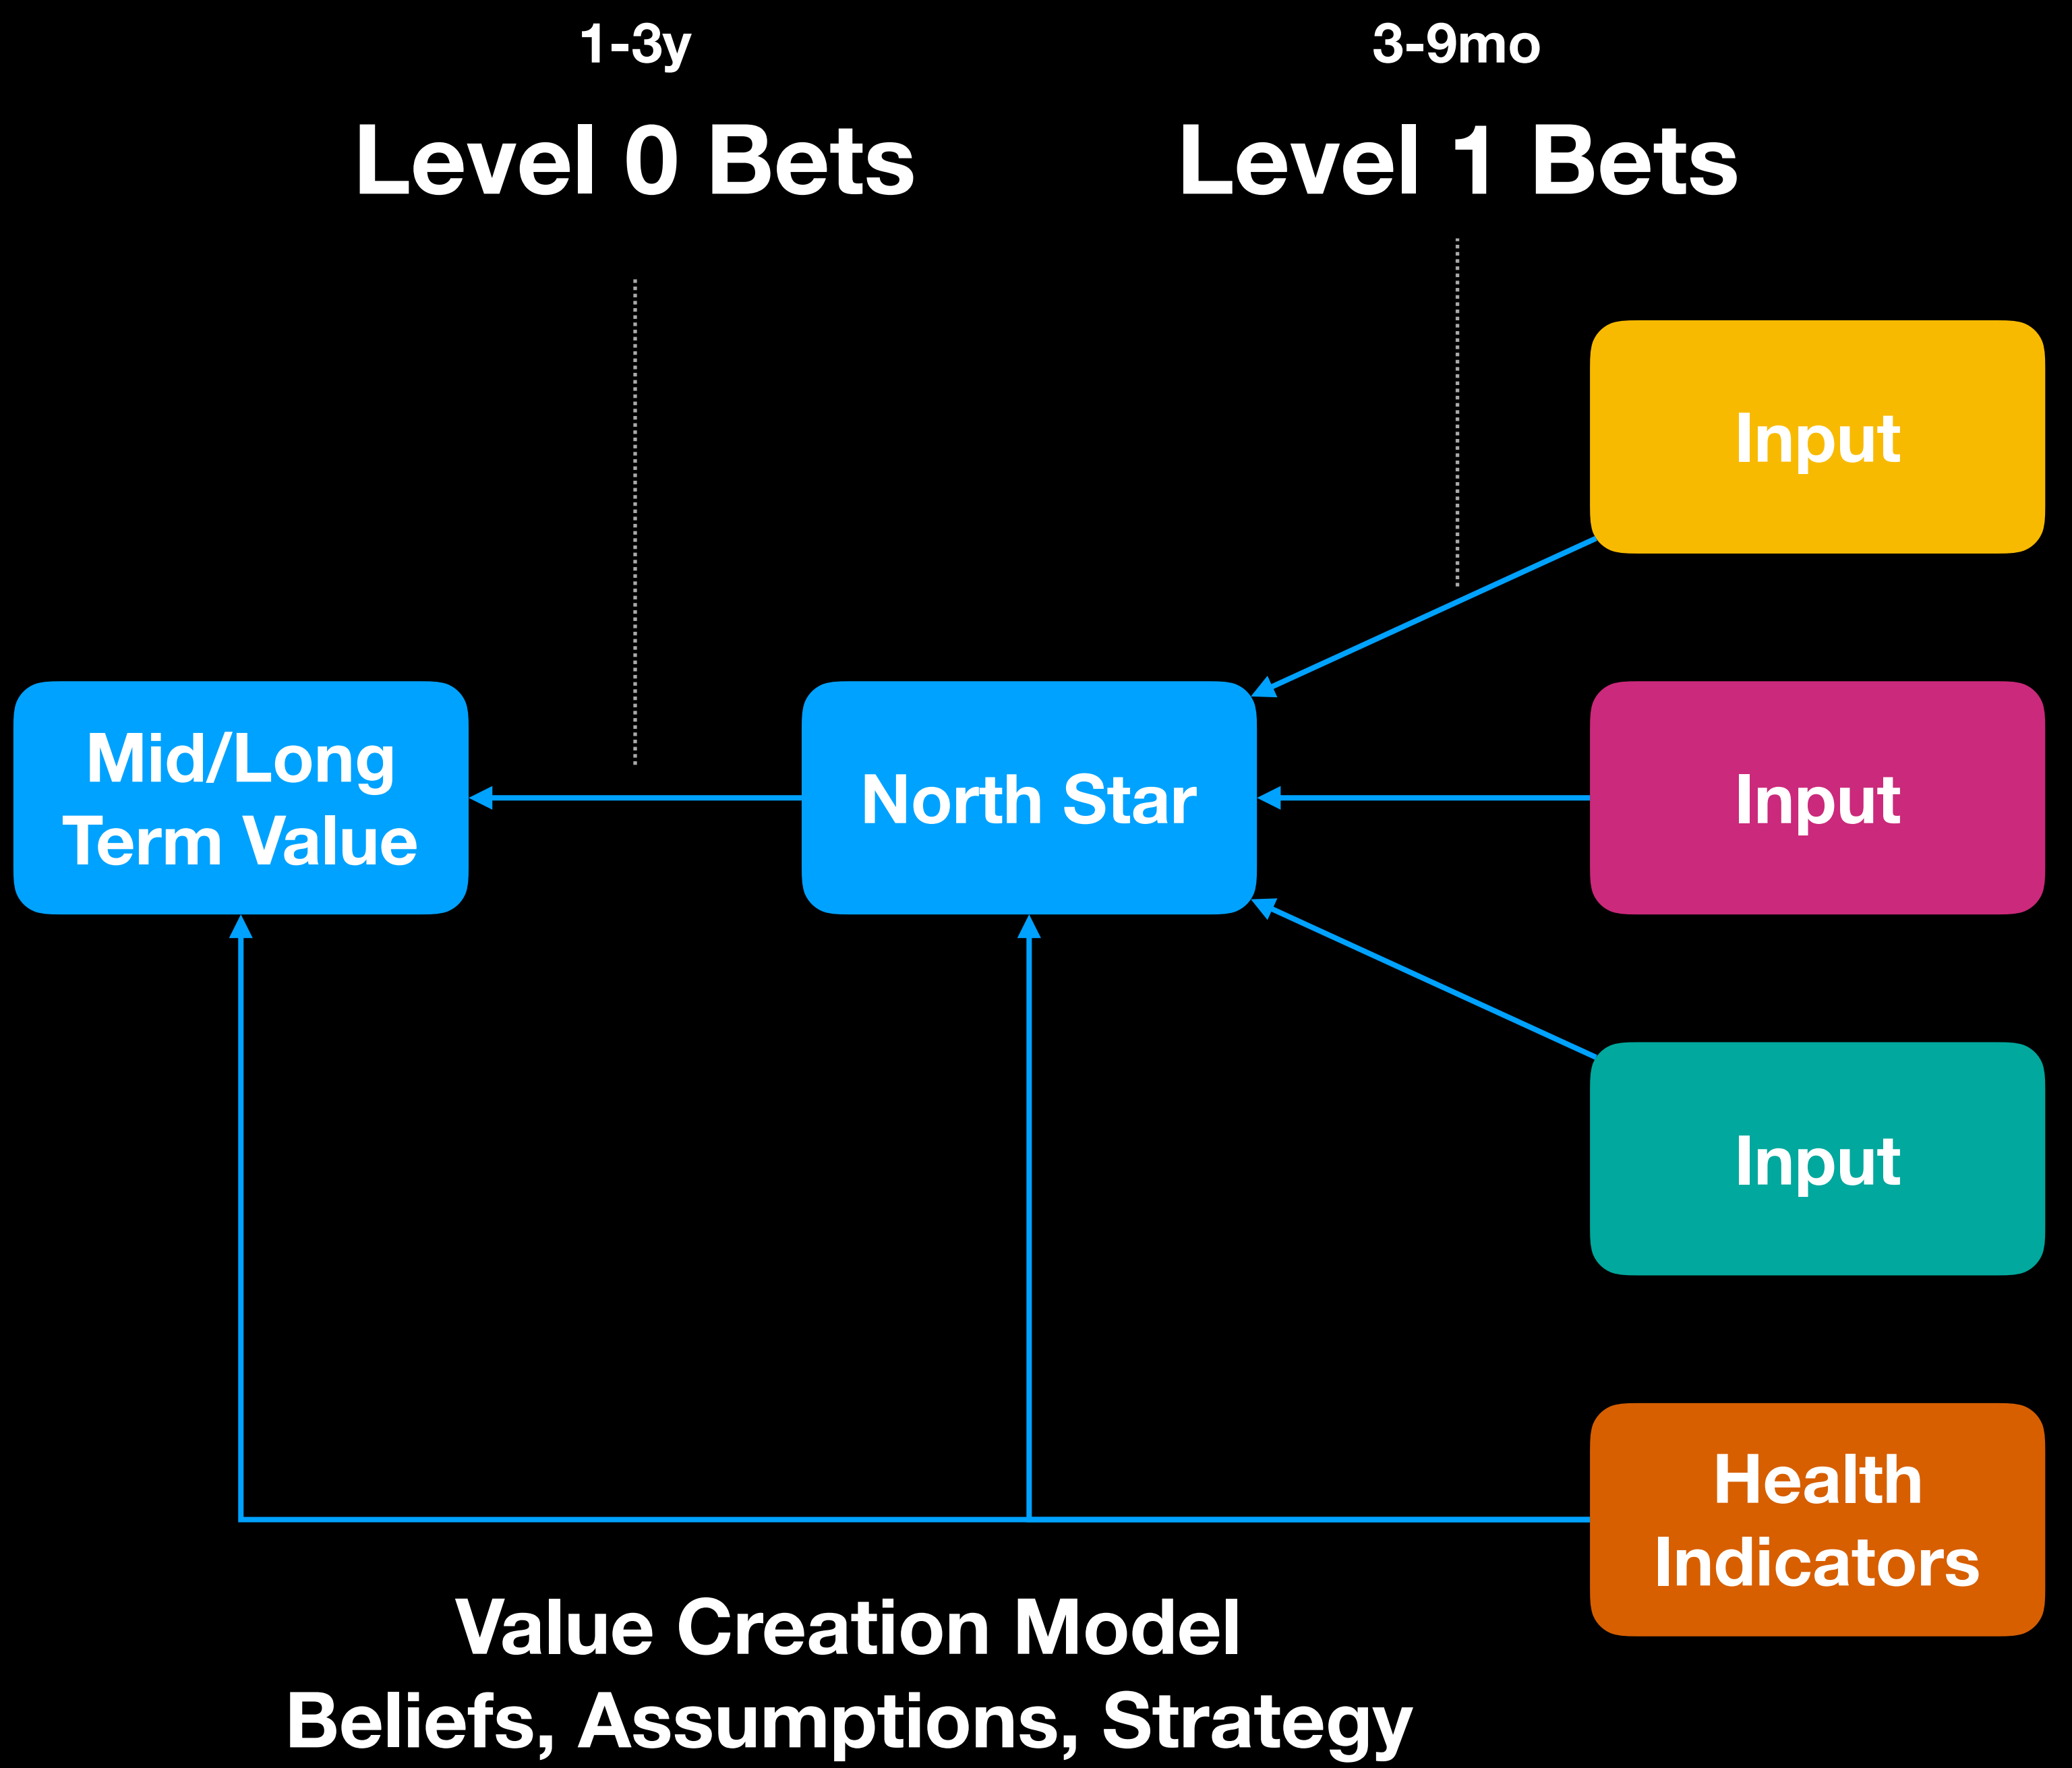 1-3y
3-9mo
Level 0 Bets
Level 1 Bets
Input
Mid/Long
Term Value
North Star
Input
Input
Health
Indicators
Value Creation Model
Beliefs, Assumptions, Strategy